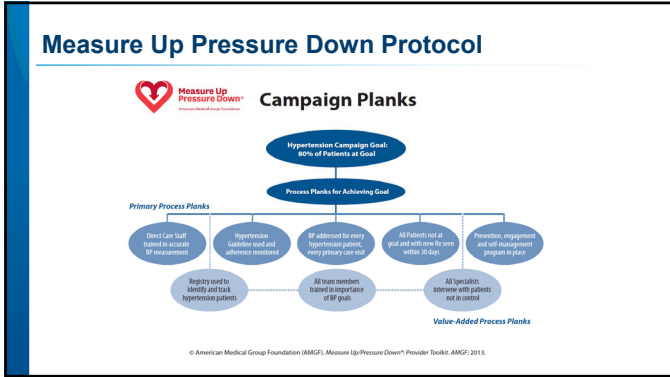 Measure Up Pressure Down Protocol
Measure Up
Pressure Down®
American Medical Group Foundation
Campaign Planks
Hypertension Campaign Goal:
80% of Patients at Goal
Process Planks for Achieving Goal
Primary Process Planks
Direct Care Staff
trained in accurate
BP measurement
Hypertension
Guideline used and
adherence monitored
BP addressed for every
hypertension patient,
every primary care visit
All Patients not at
goal and with new Rx seen
within 30 days
Prevention, engagement
and self-management
program in place
Registry used to
identify and track
hypertension patients
All team members
trained in importance
of BP goals
All Specialists
intervene with patients
not in control
Value-Added Process Planks
© American Medical Group Foundation (AMGF). Measure Up/Pressure Down®: Provider Toolkit. AMGF; 2013.